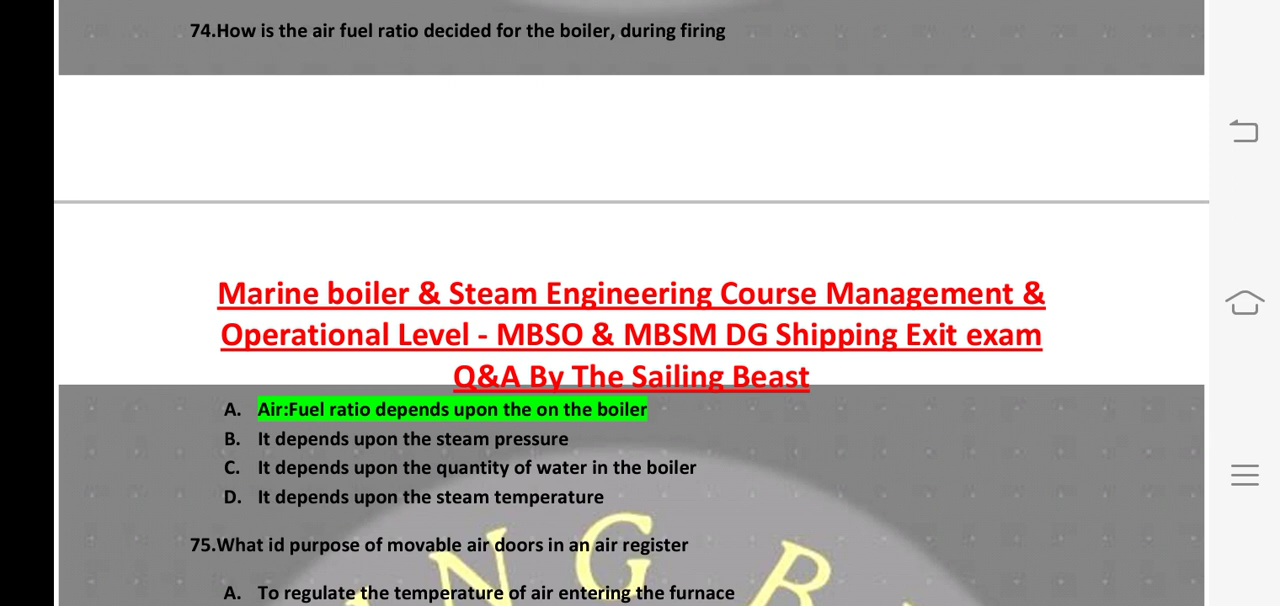 74.How is the air fuel ratio decided for the boiler, during firing
Marine boiler & Steam Engineering Course Management &
Operational Level - MBSO & MBSM DG Shipping Exit exam
Q&A By The Sailing Beast
A. Air:Fuel ratio depends upon the on the boiler
B. It depends upon the steam pressure
C. It depends upon the quantity of water in the boiler
D. It depends upon the steam temperature
75.What id purpose of movable air doors in an air register
A. To regulate the temperature of air entering the furnace
N G B